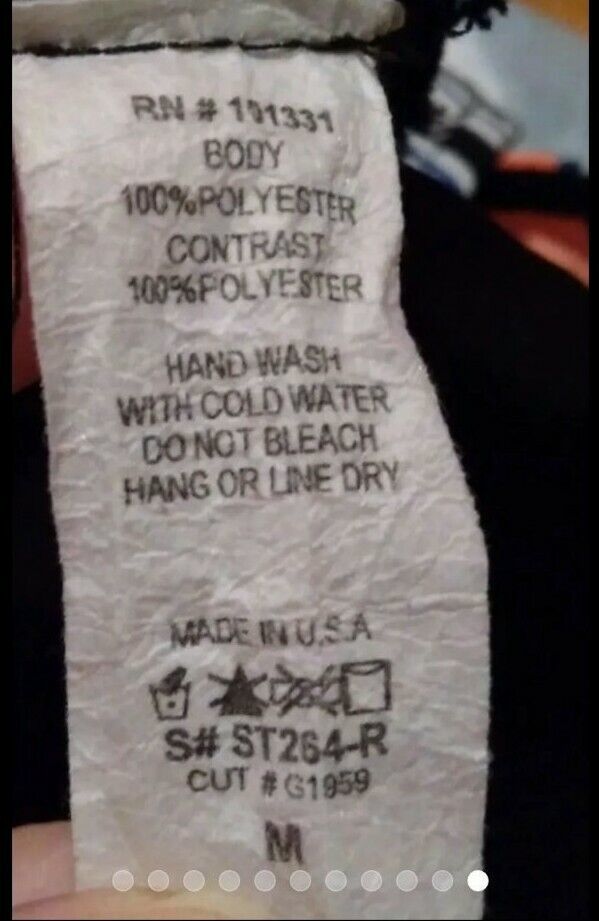 RN # 101331
BODY
100%POLYESTER
CONTRAST
100%POLYESTER
HAND WASH
WITH COLD WATER
DO NOT BLEACH
HANG OR LINE DRY
MADE IN U.S.A
S# ST264-R
CUT # G1959
M